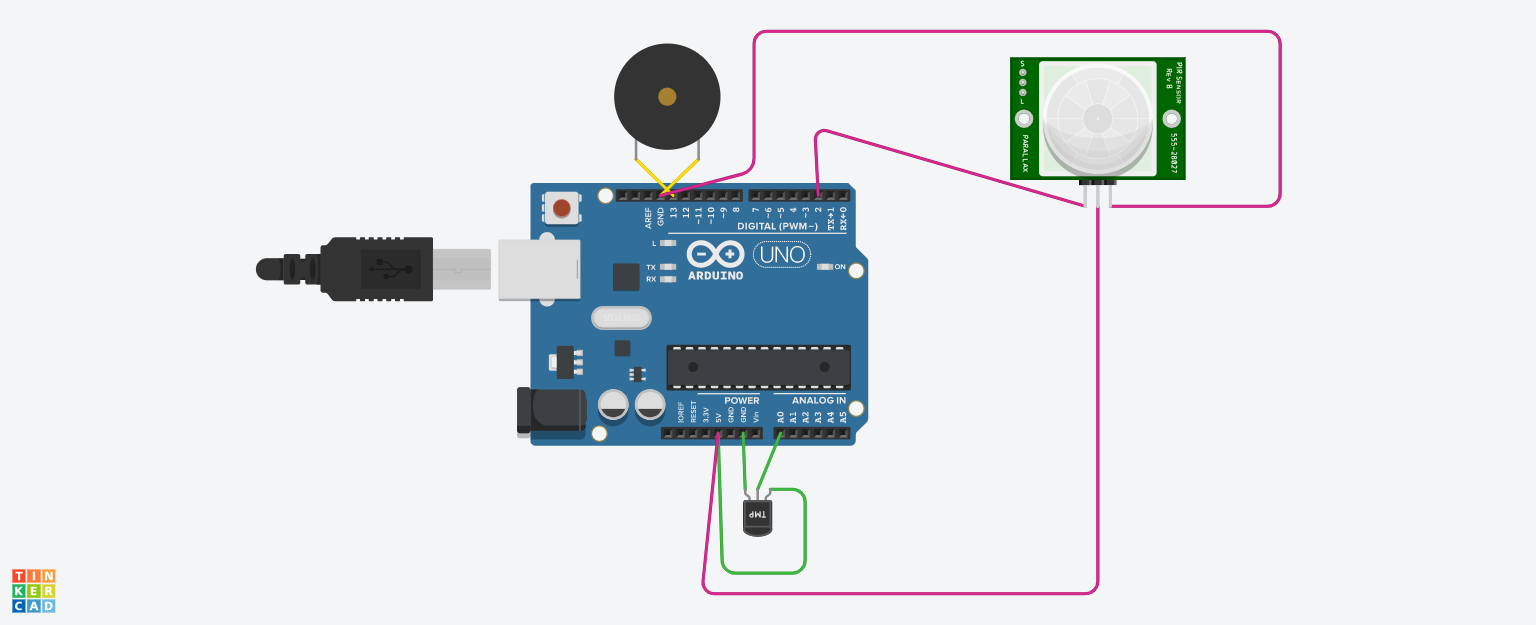 S
L
PARALLAX
PIR SENSOR
Rev B
555-28027
AREF
GND
13
12
~11
~10
~9
8
7
~6
~5
4
~3
2
TX→1
RX←0
DIGITAL (PWM~)
L
TX
RX
ARDUINO
UNO
ON
POWER
ANALOG IN
IOREF
RESET
3.3V
5V
GND
GND
Vin
A0
A1
A2
A3
A4
A5
TMP
TIN
KER
CAD